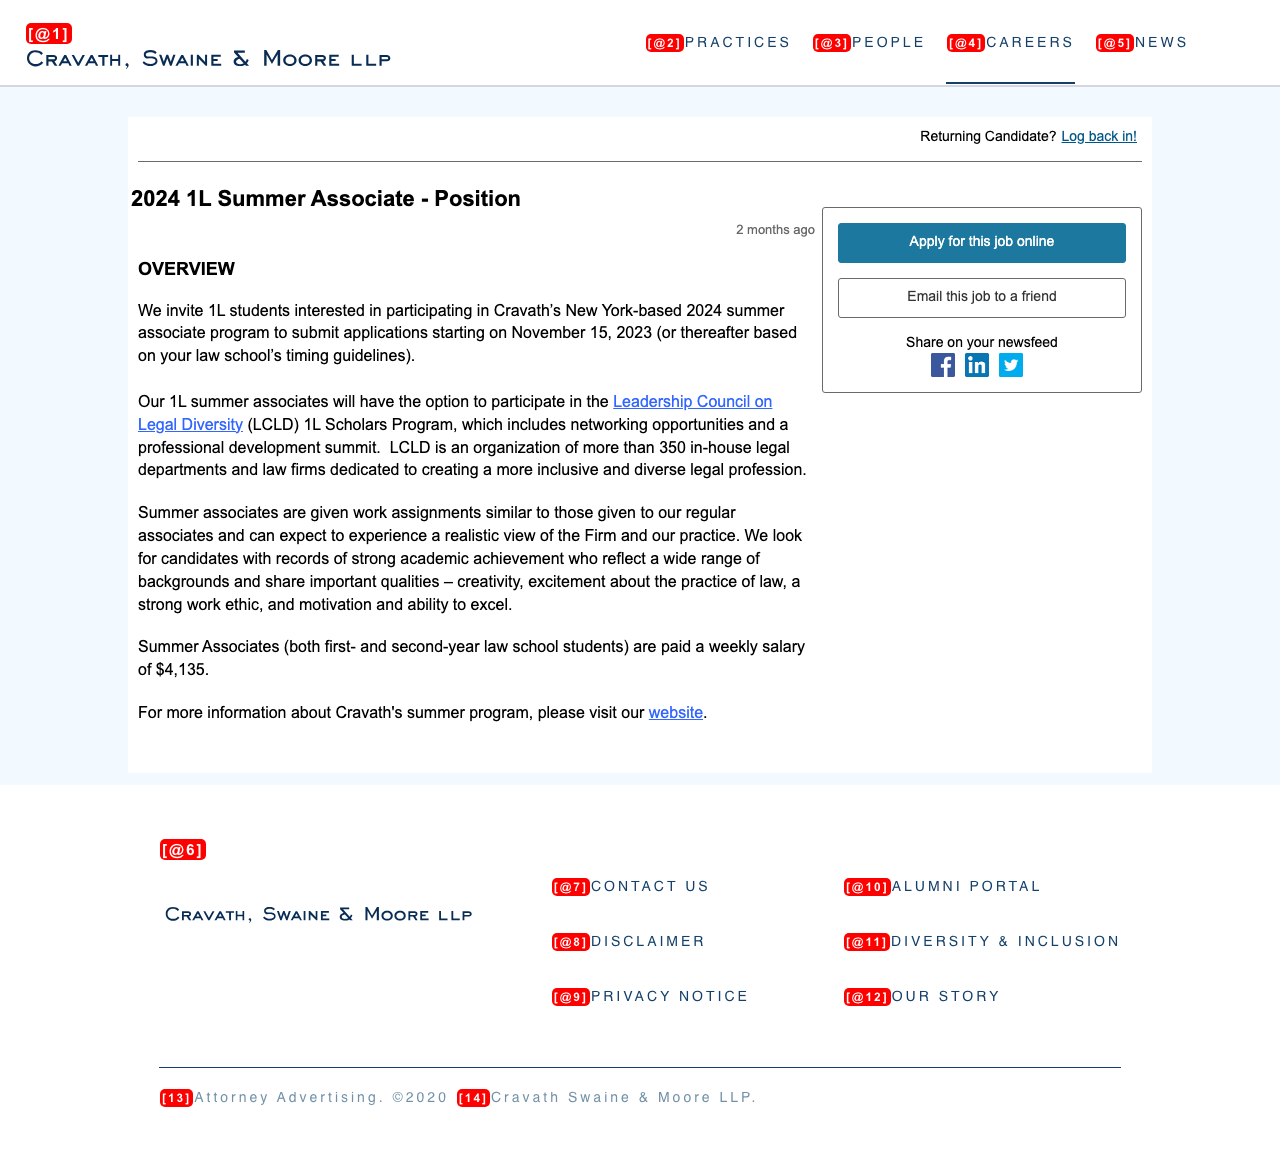 [@1]
CRAVATH, SWAINE & MOORE LLP
[@2]PRACTICES [@3]PEOPLE [@4]CAREERS [@5]NEWS
Returning Candidate? Log back in!
2024 1L Summer Associate - Position
2 months ago
OVERVIEW
We invite 1L students interested in participating in Cravath’s New York-based 2024 summer
associate program to submit applications starting on November 15, 2023 (or thereafter based
on your law school’s timing guidelines).
Our 1L summer associates will have the option to participate in the Leadership Council on
Legal Diversity (LCLD) 1L Scholars Program, which includes networking opportunities and a
professional development summit.  LCLD is an organization of more than 350 in-house legal
departments and law firms dedicated to creating a more inclusive and diverse legal profession.
Summer associates are given work assignments similar to those given to our regular
associates and can expect to experience a realistic view of the Firm and our practice. We look
for candidates with records of strong academic achievement who reflect a wide range of
backgrounds and share important qualities – creativity, excitement about the practice of law, a
strong work ethic, and motivation and ability to excel.
Summer Associates (both first- and second-year law school students) are paid a weekly salary
of $4,135.
For more information about Cravath's summer program, please visit our website.
Apply for this job online
Email this job to a friend
Share on your newsfeed
[@6]
CRAVATH, SWAINE & MOORE LLP
[@7]CONTACT US
[@8]DISCLAIMER
[@9]PRIVACY NOTICE
[@10]ALUMNI PORTAL
[@11]DIVERSITY & INCLUSION
[@12]OUR STORY
[13]Attorney Advertising. ©2020 [14]Cravath Swaine & Moore LLP.